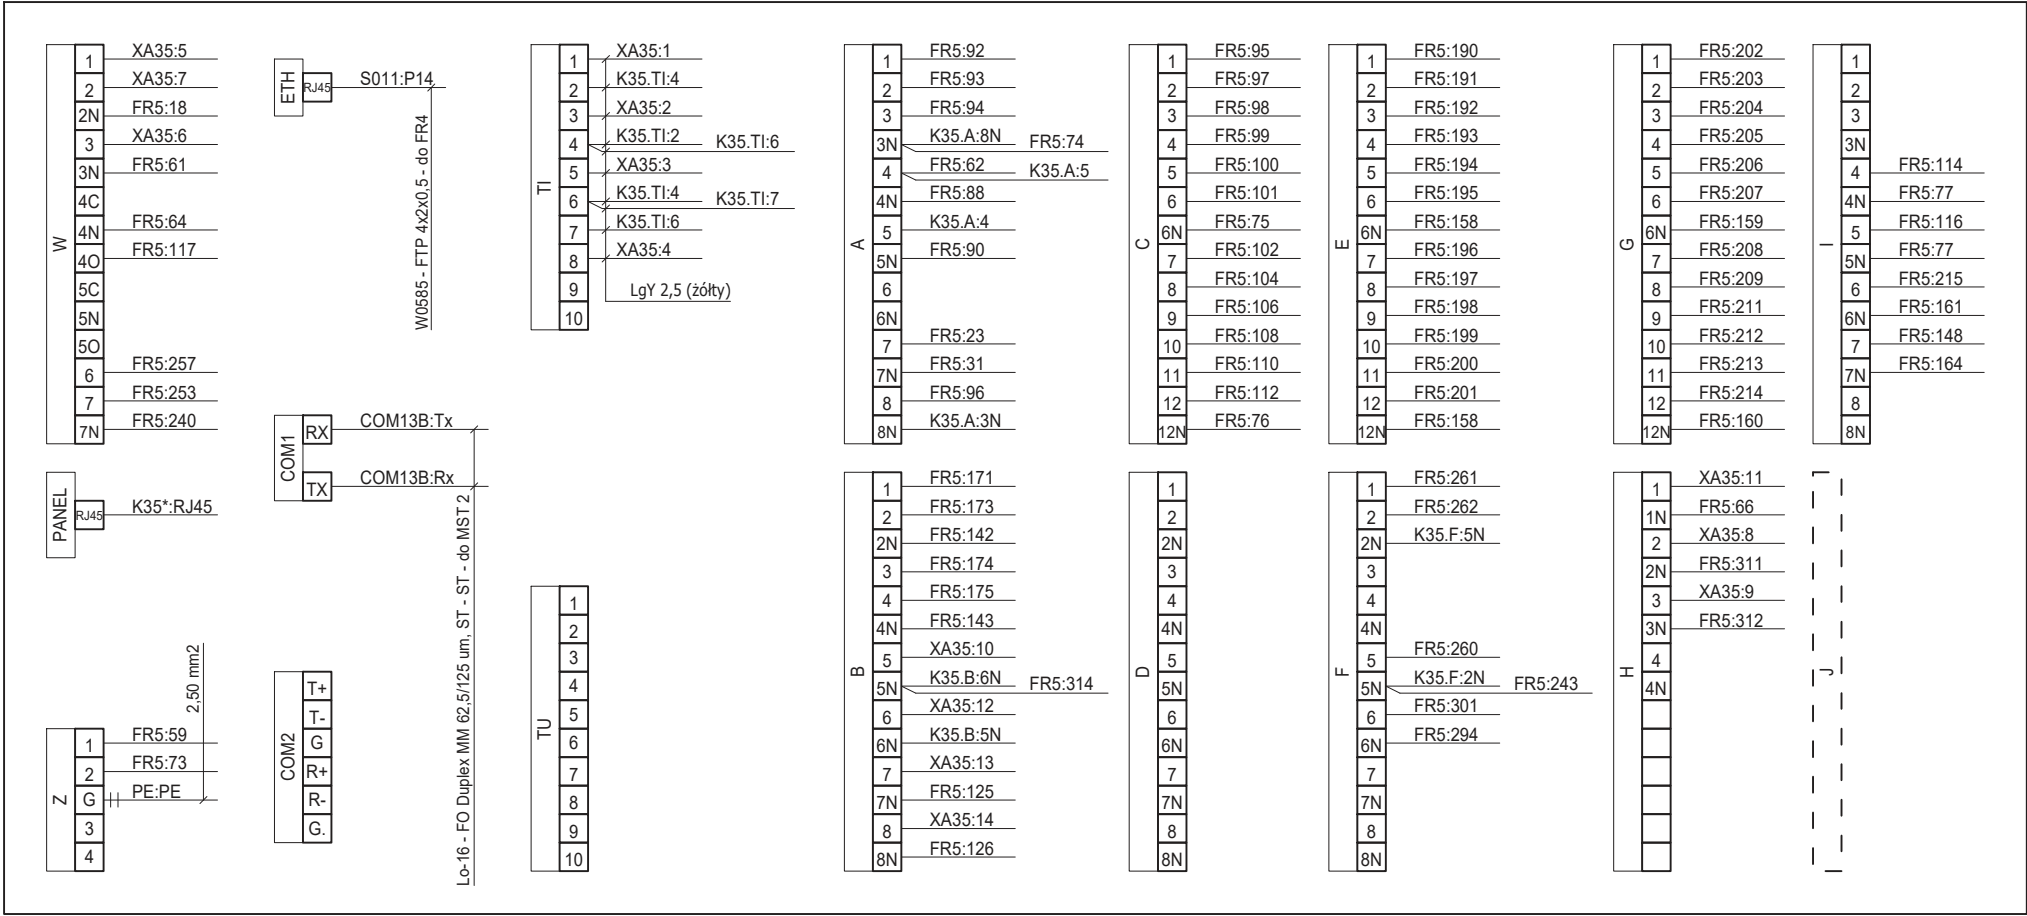 W
1 XA35:5
2 XA35:7
2N FR5:18
3 XA35:6
3N FR5:61
4C
4N FR5:64
4O FR5:117
5C
5N
5O
6 FR5:257
7 FR5:253
7N FR5:240
PANEL
RJ45 K35*:RJ45
Z
1 FR5:59
2 FR5:73
G PE:PE
3
4
2,50 mm2
ETH
RJ45 S011:P14
W0585 - FTP 4x2x0,5 - do FR4
COM1
RX COM13B:Tx
TX COM13B:Rx
Lo-16 - FO Duplex MM 62,5/125 um, ST - ST - do MST 2
COM2
T+
T-
G
R+
R-
G.
TI
1 XA35:1
2 K35.TI:4
3 XA35:2
4 K35.TI:2 K35.TI:6
5 XA35:3
6 K35.TI:4 K35.TI:7
7 K35.TI:6
8 XA35:4
9
10
LgY 2,5 (żółty)
TU
1
2
3
4
5
6
7
8
9
10
A
1 FR5:92
2 FR5:93
3 FR5:94
3N K35.A:8N FR5:74
4 FR5:62 K35.A:5
4N FR5:88
5 K35.A:4
5N FR5:90
6
6N
7 FR5:23
7N FR5:31
8 FR5:96
8N K35.A:3N
B
1 FR5:171
2 FR5:173
2N FR5:142
3 FR5:174
4 FR5:175
4N FR5:143
5 XA35:10
5N K35.B:6N FR5:314
6 XA35:12
6N K35.B:5N
7 XA35:13
7N FR5:125
8 XA35:14
8N FR5:126
C
1 FR5:95
2 FR5:97
3 FR5:98
4 FR5:99
5 FR5:100
6 FR5:101
6N FR5:75
7 FR5:102
8 FR5:104
9 FR5:106
10 FR5:108
11 FR5:110
12 FR5:112
12N FR5:76
D
1
2
2N
3
4
4N
5
5N
6
6N
7
7N
8
8N
E
1 FR5:190
2 FR5:191
3 FR5:192
4 FR5:193
5 FR5:194
6 FR5:195
6N FR5:158
7 FR5:196
8 FR5:197
9 FR5:198
10 FR5:199
11 FR5:200
12 FR5:201
12N FR5:158
F
1 FR5:261
2 FR5:262
2N K35.F:5N
3
4
4N
5 FR5:260
5N K35.F:2N FR5:243
6 FR5:301
6N FR5:294
7
7N
8
8N
G
1 FR5:202
2 FR5:203
3 FR5:204
4 FR5:205
5 FR5:206
6 FR5:207
6N FR5:159
7 FR5:208
8 FR5:209
9 FR5:211
10 FR5:212
11 FR5:213
12 FR5:214
12N FR5:160
H
1 XA35:11
1N FR5:66
2 XA35:8
2N FR5:311
3 XA35:9
3N FR5:312
4
4N
I
1
2
3
3N
4 FR5:114
4N FR5:77
5 FR5:116
5N FR5:77
6 FR5:215
6N FR5:161
7 FR5:148
7N FR5:164
8
8N
J